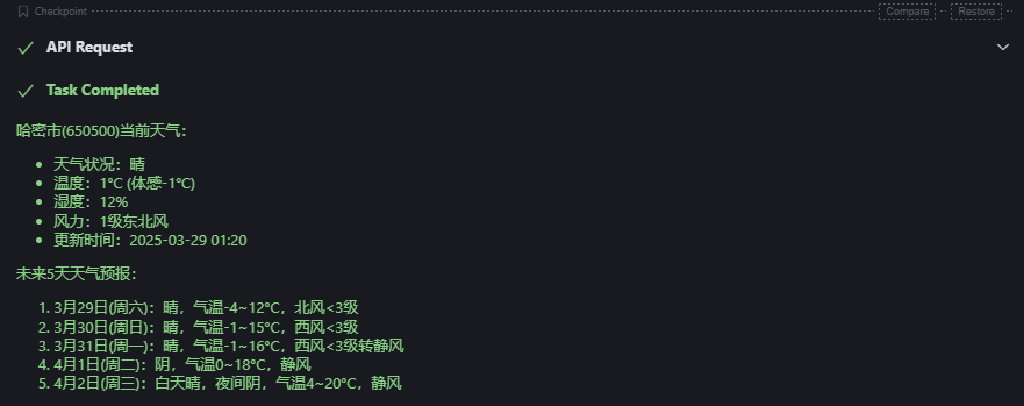 Checkpoint Compare Restore
API Request
Task Completed
哈密市(650500)当前天气：
• 天气状况：晴
• 温度：1°C (体感-1°C)
• 湿度：12%
• 风力：1级东北风
• 更新时间：2025-03-29 01:20
未来5天天气预报：
1. 3月29日(周六)：晴，气温-4~12°C，北风<3级
2. 3月30日(周日)：晴，气温-1~15°C，西风<3级
3. 3月31日(周一)：晴，气温-1~16°C，西风<3级转静风
4. 4月1日(周二)：阴，气温0~18°C，静风
5. 4月2日(周三)：白天晴，夜间阴，气温4~20°C，静风